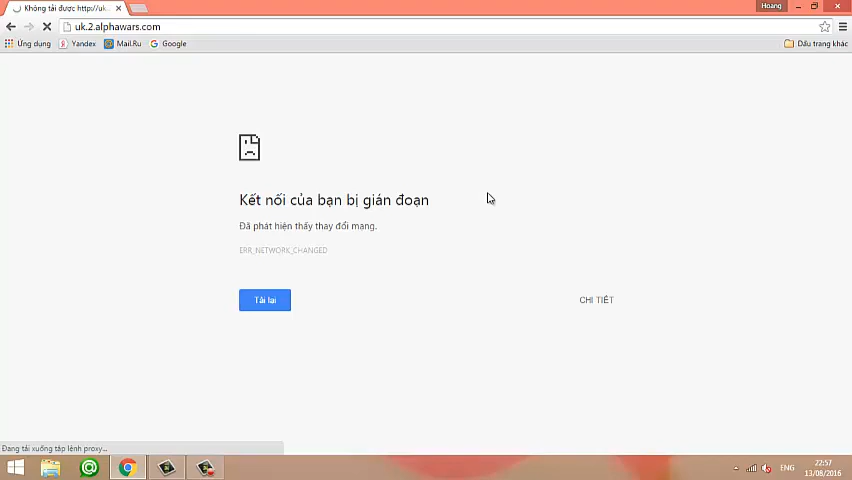 Không tải được http://uk.
Hoang
uk.2.alphawars.com
Ứng dụng
Yandex
Mail.Ru
Google
Dấu trang khác
Kết nối của bạn bị gián đoạn
Đã phát hiện thấy thay đổi mạng.
ERR_NETWORK_CHANGED
Tải lại
CHI TIẾT
Đang tải xuống tập lệnh proxy...
ENG
22:57
13/08/2016